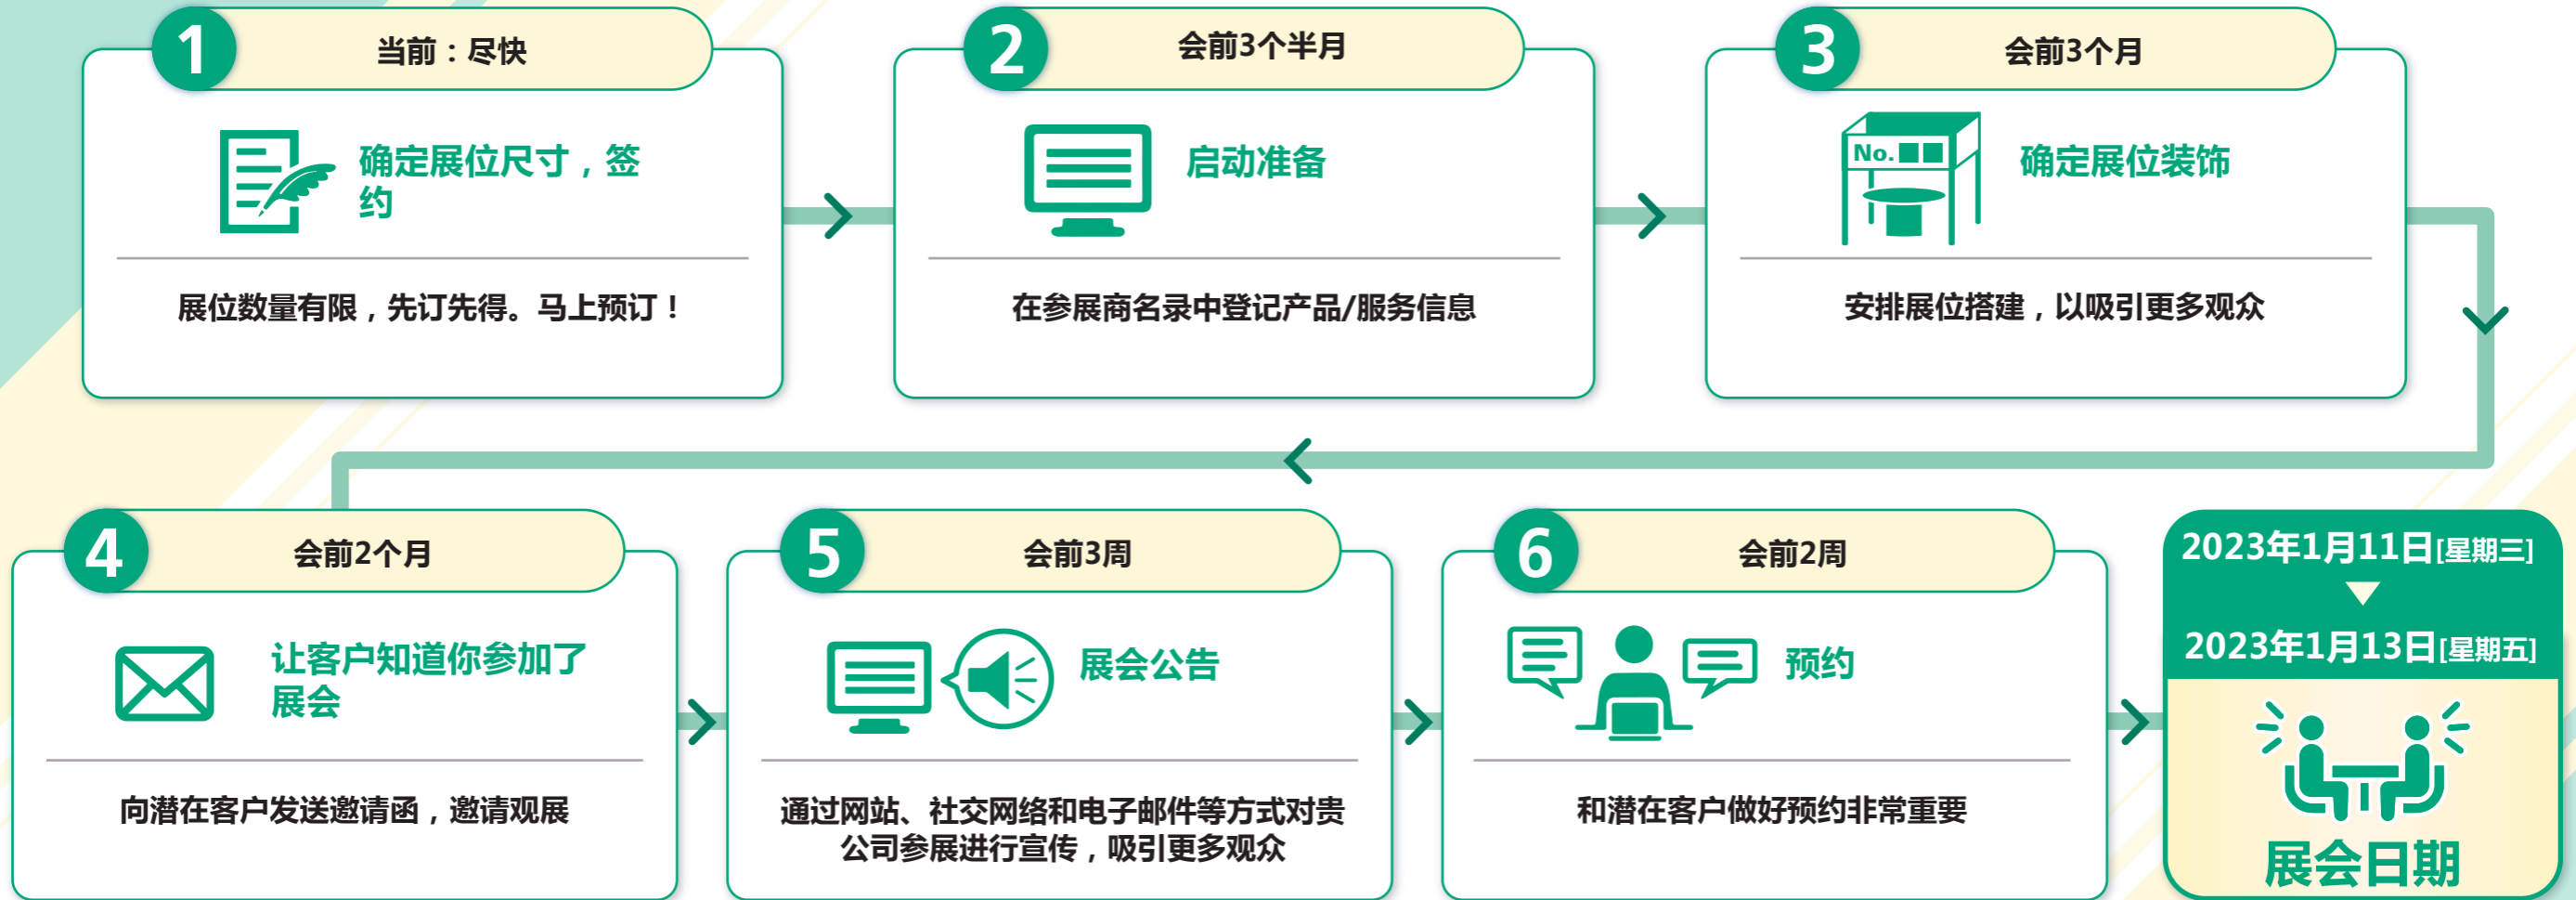 1
当前：尽快
确定展位尺寸，签
约
展位数量有限，先订先得。马上预订！
2
会前3个半月
启动准备
在参展商名录中登记产品/服务信息
3
会前3个月
No.
确定展位装饰
安排展位搭建，以吸引更多观众
4
会前2个月
让客户知道你参加了
展会
向潜在客户发送邀请函，邀请观展
5
会前3周
展会公告
通过网站、社交网络和电子邮件等方式对贵
公司参展进行宣传，吸引更多观众
6
会前2周
预约
和潜在客户做好预约非常重要
2023年1月11日[星期三]
2023年1月13日[星期五]
展会日期